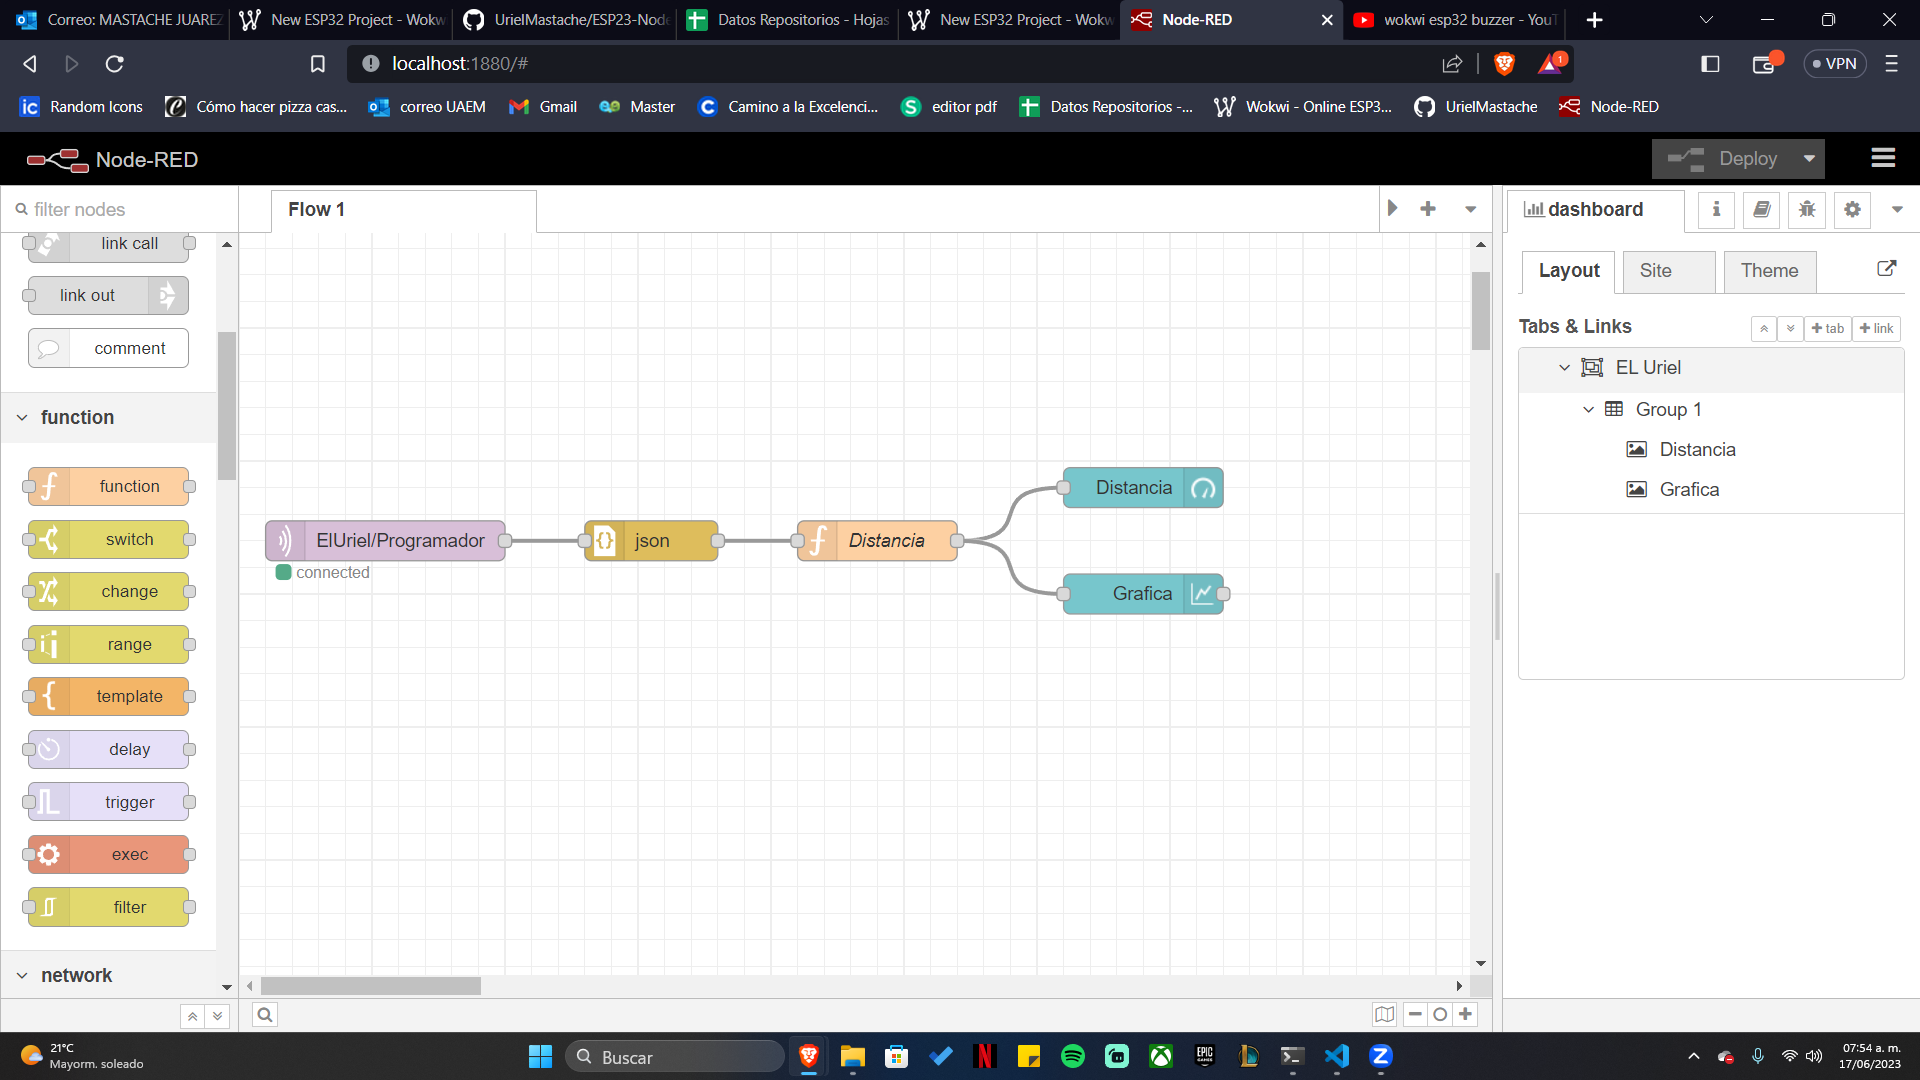 Correo: MASTACHE JUAREZ
New ESP32 Project - Wokw
UrielMastache/ESP23-Node
Datos Repositorios - Hojas
New ESP32 Project - Wokw
Node-RED
wokwi esp32 buzzer - YouT
localhost:1880/#
1
VPN
Random Icons
Cómo hacer pizza cas...
correo UAEM
Gmail
Master
Camino a la Excelenci...
editor pdf
Datos Repositorios -...
Wokwi - Online ESP3...
UrielMastache
Node-RED
Node-RED
Deploy
filter nodes
Flow 1
dashboard
link call
link out
comment
function
function
switch
change
range
template
delay
trigger
exec
filter
network
ElUriel/Programador
connected
json
Distancia
Distancia
Grafica
Layout
Site
Theme
Tabs & Links
tab
link
EL Uriel
Group 1
Distancia
Grafica
21°C
Mayorm. soleado
Buscar
EPIC
07:54 a. m.
17/06/2023